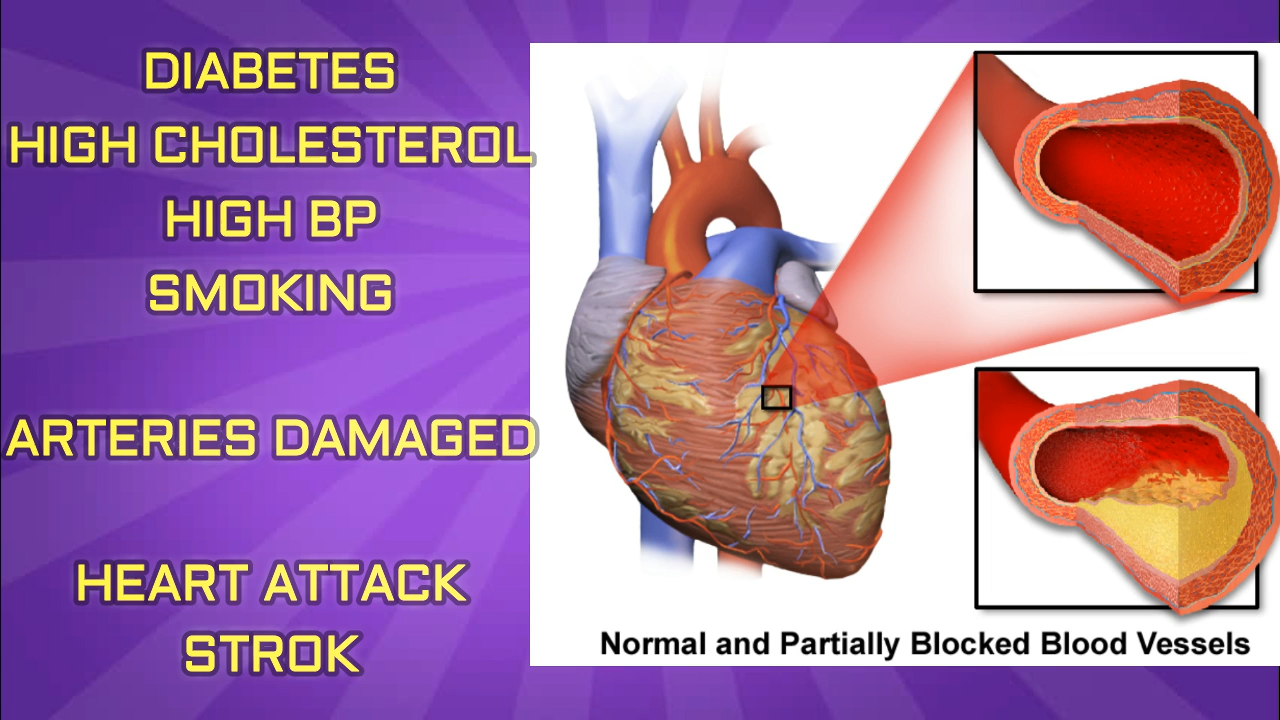 DIABETES
HIGH CHOLESTEROL
HIGH BP
SMOKING
ARTERIES DAMAGED
HEART ATTACK
STROK
Normal and Partially Blocked Blood Vessels